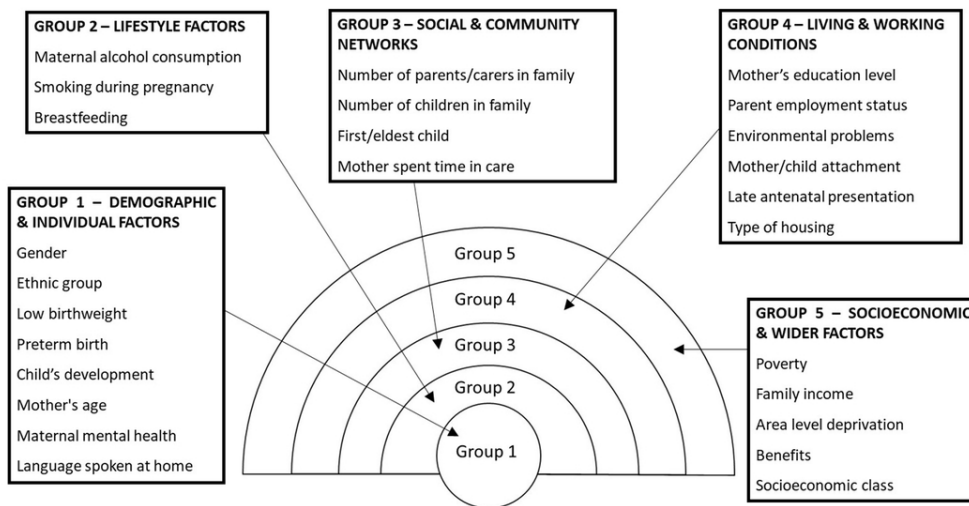 GROUP 2 – LIFESTYLE FACTORS
Maternal alcohol consumption
Smoking during pregnancy
Breastfeeding
GROUP 3 – SOCIAL & COMMUNITY
NETWORKS
Number of parents/carers in family
Number of children in family
First/eldest child
Mother spent time in care
GROUP 4 – LIVING & WORKING
CONDITIONS
Mother's education level
Parent employment status
Environmental problems
Mother/child attachment
Late antenatal presentation
Type of housing
GROUP 1 – DEMOGRAPHIC
& INDIVIDUAL FACTORS
Gender
Ethnic group
Low birthweight
Preterm birth
Child's development
Mother's age
Maternal mental health
Language spoken at home
Group 5
Group 4
Group 3
Group 2
Group 1
GROUP 5 – SOCIOECONOMIC
& WIDER FACTORS
Poverty
Family income
Area level deprivation
Benefits
Socioeconomic class